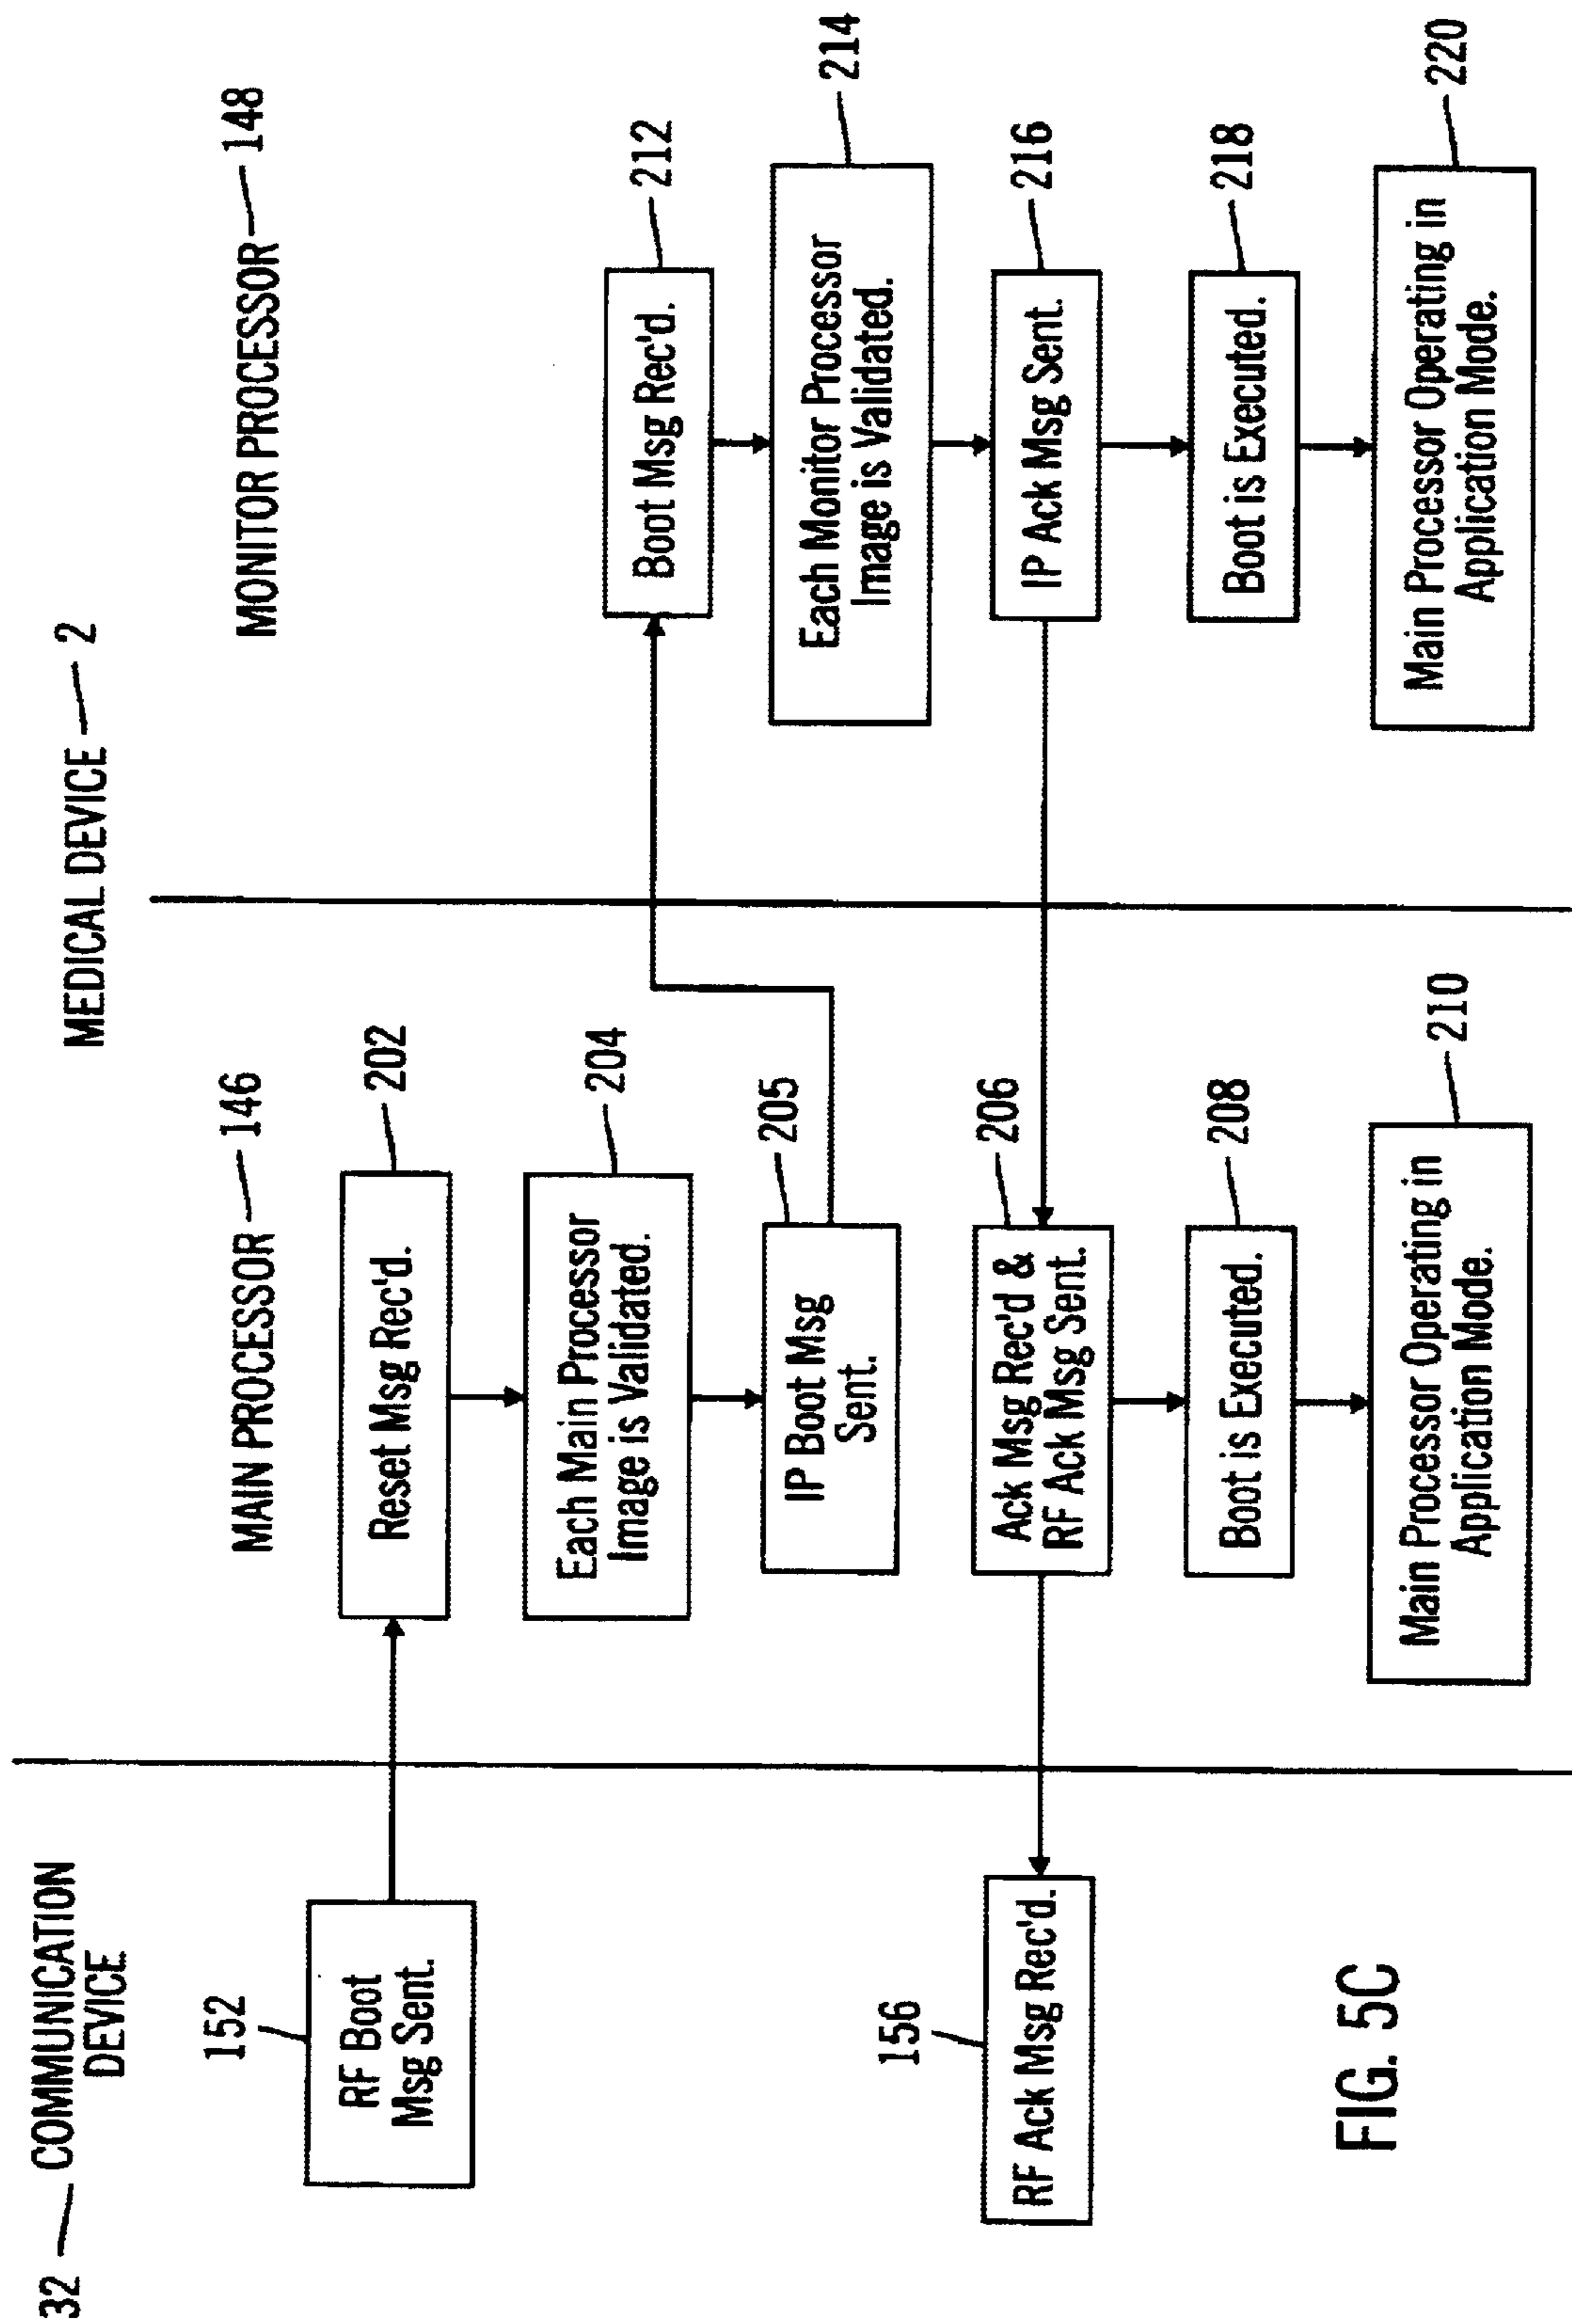 MEDICAL DEVICE 2
32 COMMUNICATION
DEVICE
MAIN PROCESSOR 146
MONITOR PROCESSOR 148
152
RF Boot
Msg Sent.
202
Reset Msg Rec'd.
204
Each Main Processor
Image is Validated.
205
IP Boot Msg
Sent.
212
Boot Msg Rec'd.
214
Each Monitor Processor
Image is Validated.
216
IP Ack Msg Sent.
206
Ack Msg Rec'd &
RF Ack Msg Sent.
156
RF Ack Msg Rec'd.
208
Boot is Executed.
218
Boot is Executed.
210
Main Processor Operating in
Application Mode.
220
Main Processor Operating in
Application Mode.
FIG. 5C